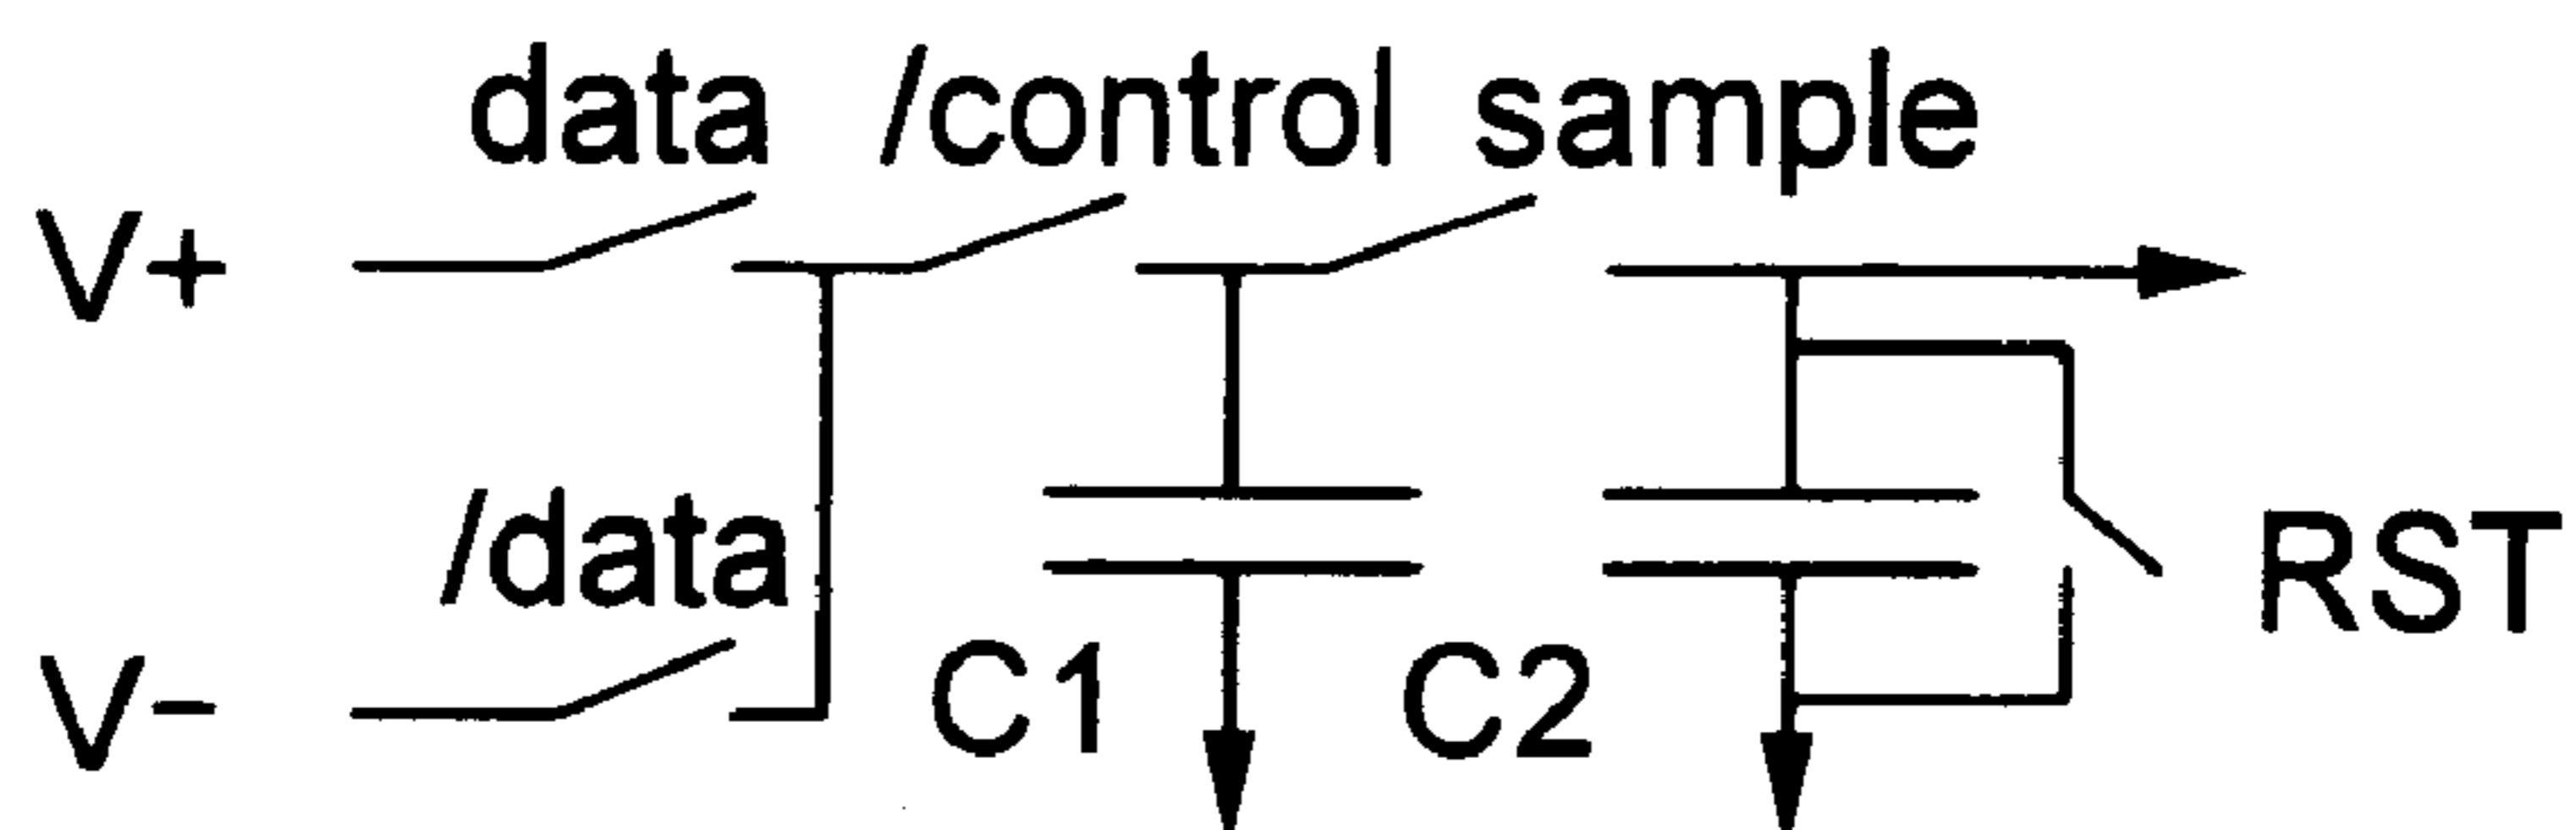 data /control sample
V+
/data
RST
V-
C1 C2